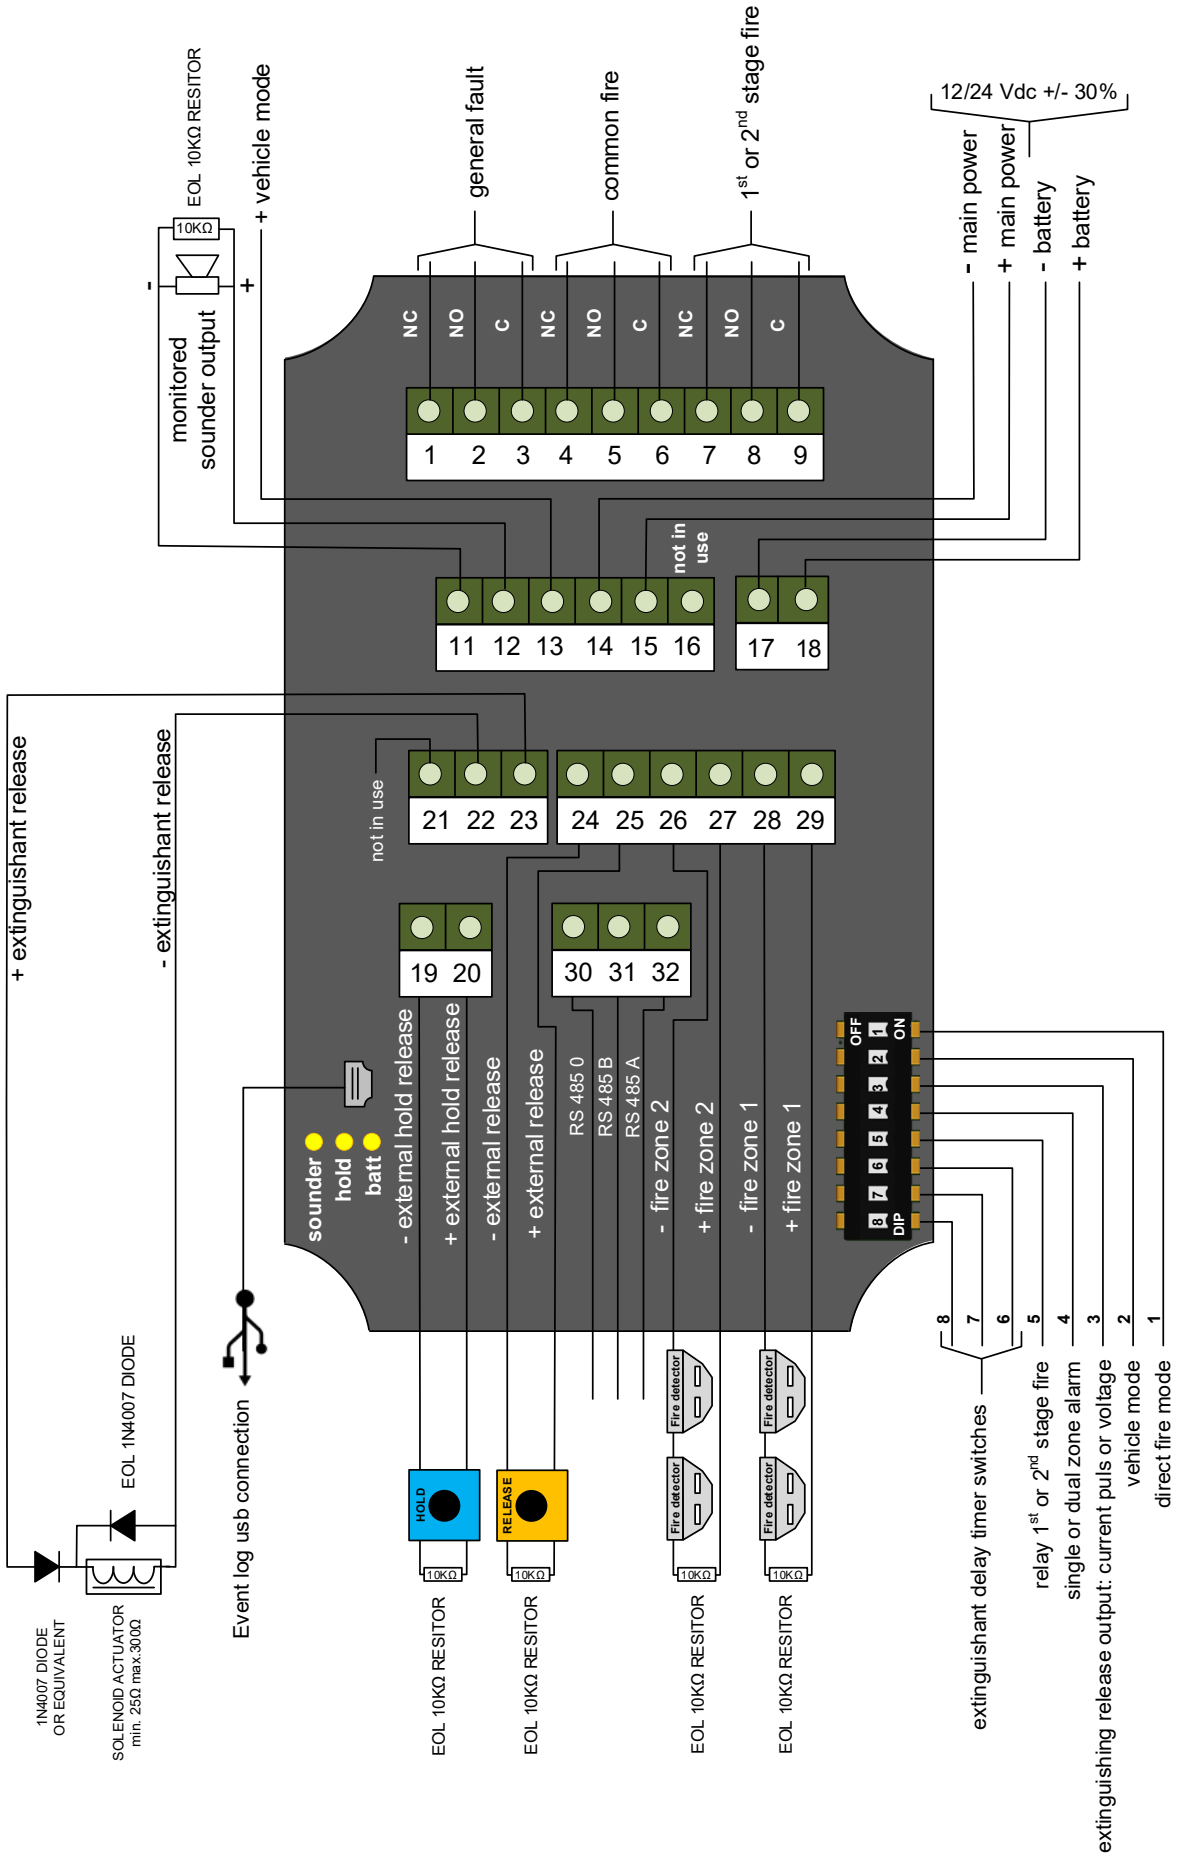 EOL 10KΩ RESITOR
10KΩ
-
+
+ vehicle mode
monitored
sounder output
general fault
common fire
1st or 2nd stage fire
12/24 Vdc +/- 30%
- main power
+ main power
- battery
+ battery
NC
NO
C
NC
NO
C
NC
NO
C
1 2 3 4 5 6 7 8 9
not in
use
11 12 13 14 15 16
17 18
+ extinguishant release
- extinguishant release
not in use
21 22 23
24 25 26 27 28 29
19 20
30 31 32
- external hold release
+ external hold release
- external release
+ external release
RS 485 0
RS 485 B
RS 485 A
- fire zone 2
+ fire zone 2
- fire zone 1
+ fire zone 1
sounder
hold
batt
OFF
ON
1
2
3
4
5
6
7
8
DIP
Event log usb connection
EOL 1N4007 DIODE
1N4007 DIODE
OR EQUIVALENT
SOLENOID ACTUATOR
min. 25Ω max.300Ω
HOLD
RELEASE
Fire detector
Fire detector
Fire detector
Fire detector
10KΩ
10KΩ
10KΩ
10KΩ
EOL 10KΩ RESITOR
EOL 10KΩ RESITOR
EOL 10KΩ RESITOR
EOL 10KΩ RESITOR
8
7
6
extinguishant delay timer switches
5
relay 1st or 2nd stage fire
4
single or dual zone alarm
3
extinguishing release output: current puls or voltage
2
vehicle mode
1
direct fire mode